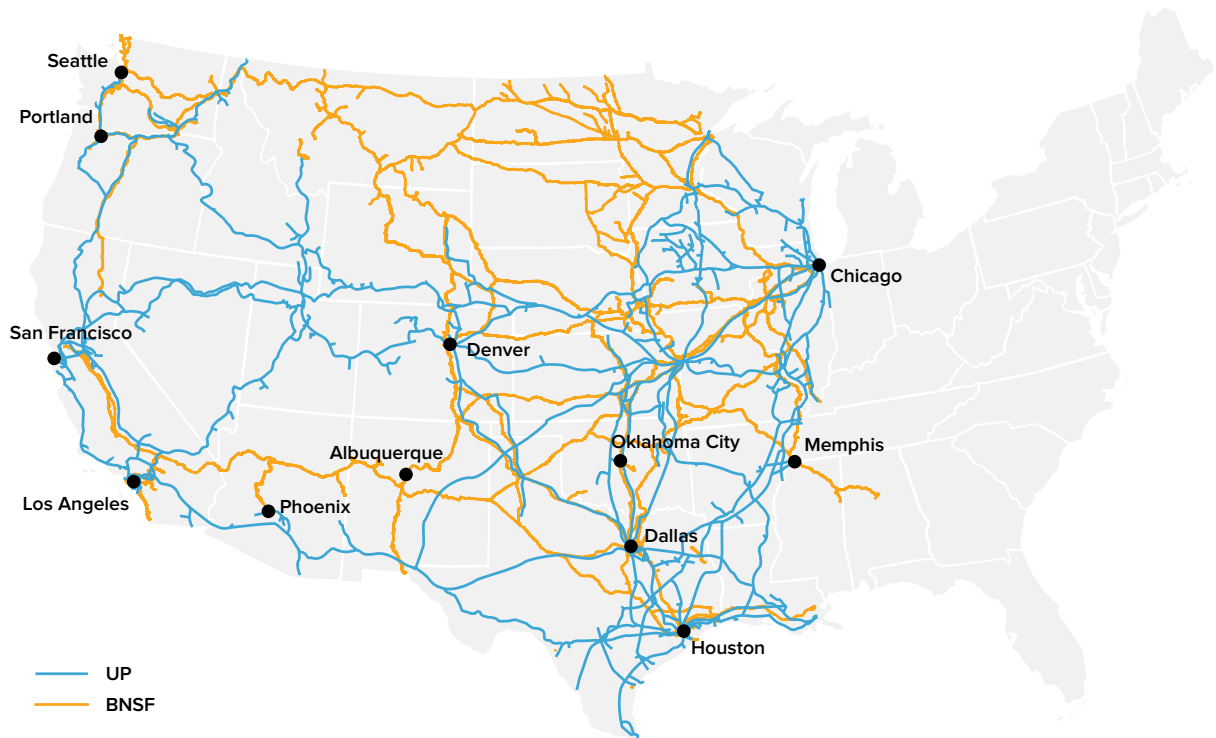 Seattle
Portland
Chicago
San Francisco
Denver
Oklahoma City
Memphis
Albuquerque
Los Angeles
Phoenix
Dallas
Houston
UP
BNSF